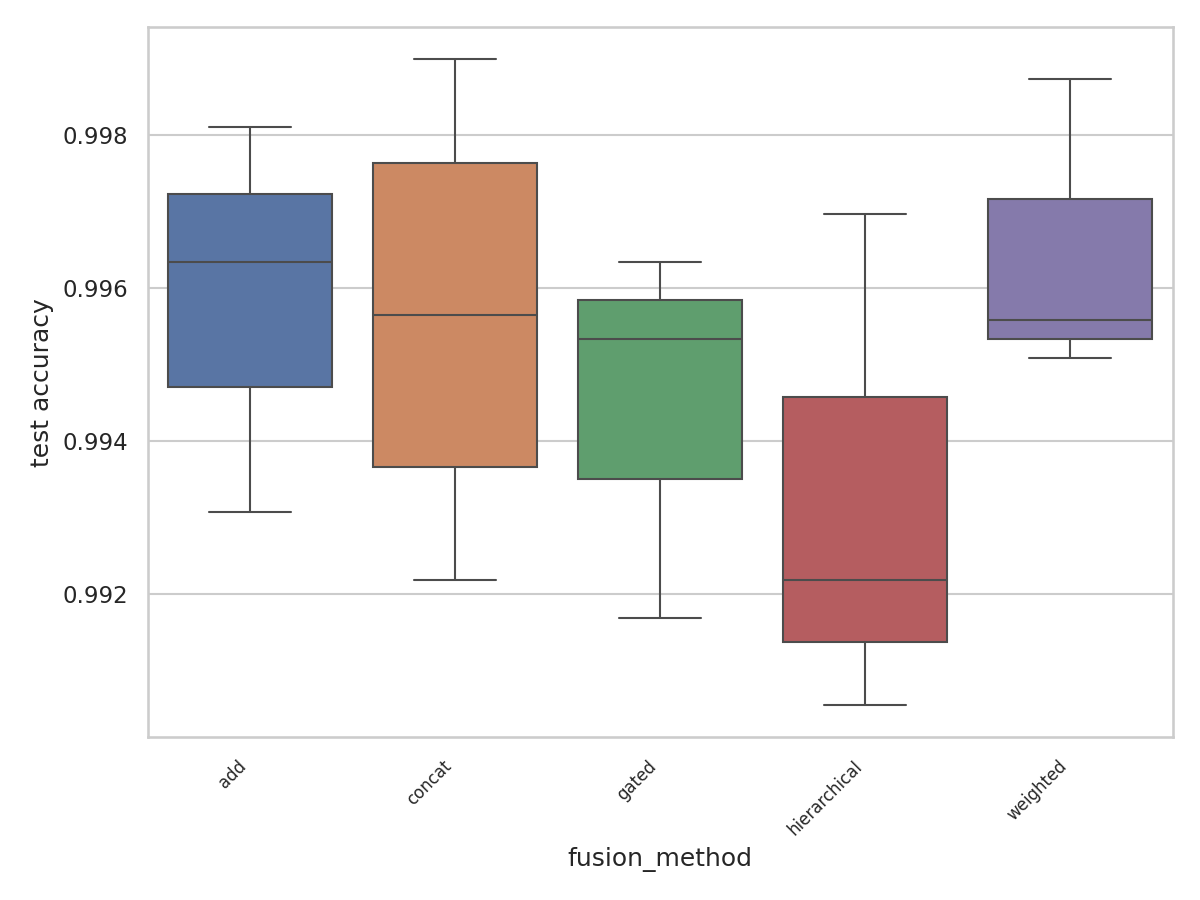 test accuracy
0.998
0.996
0.994
0.992
add
concat
gated
hierarchical
weighted
fusion_method